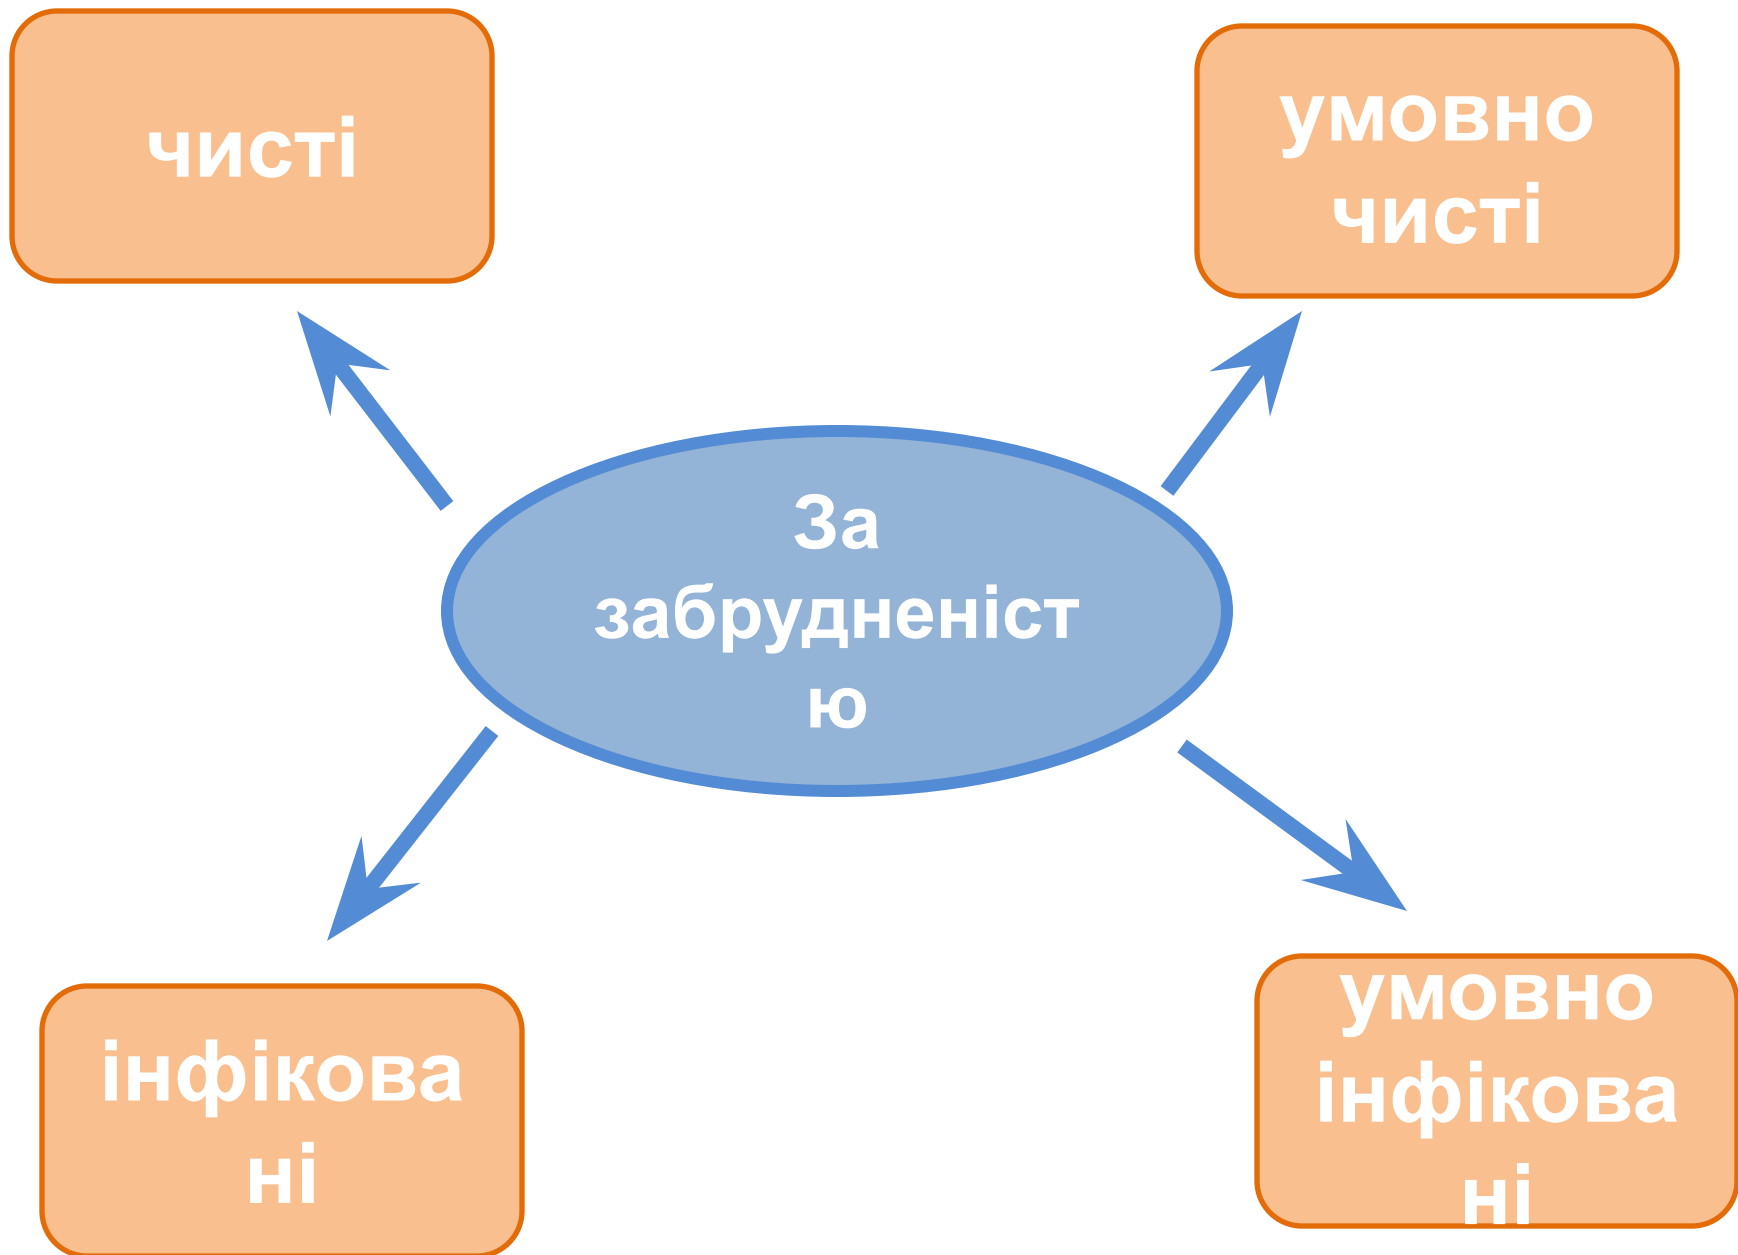 чисті
умовно
чисті
За
забрудненіст
ю
інфікова
ні
умовно
інфікова
ні